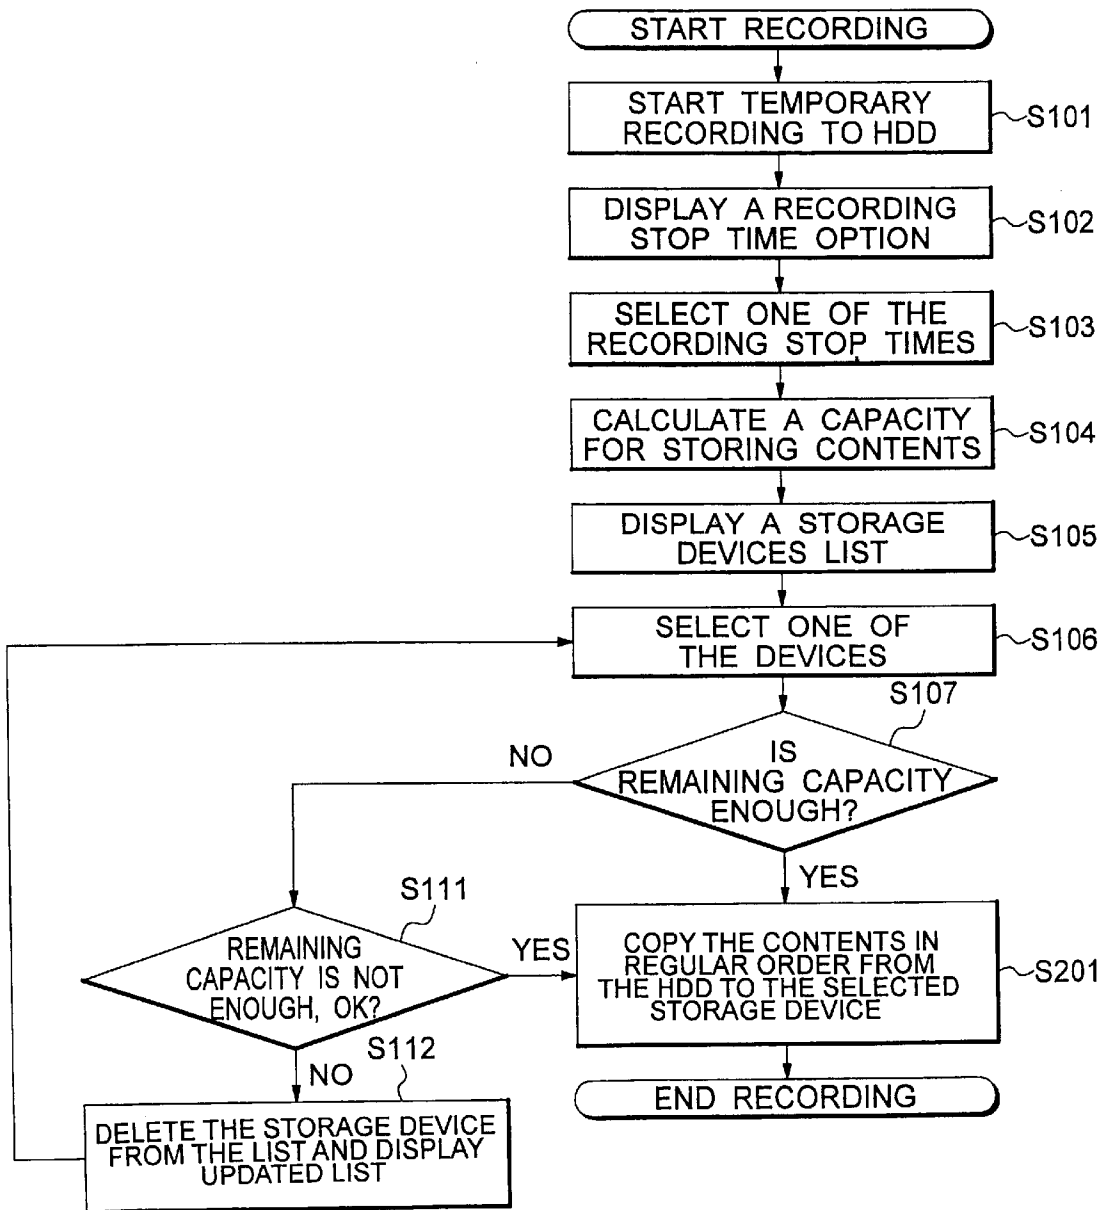 START RECORDING
START TEMPORARY
RECORDING TO HDD
S101
DISPLAY A RECORDING
STOP TIME OPTION
S102
SELECT ONE OF THE
RECORDING STOP TIMES
S103
CALCULATE A CAPACITY
FOR STORING CONTENTS
S104
DISPLAY A STORAGE
DEVICES LIST
S105
SELECT ONE OF
THE DEVICES
S106
S107
IS
REMAINING CAPACITY
ENOUGH?
NO
YES
S111
REMAINING
CAPACITY IS NOT
ENOUGH, OK?
YES
NO
COPY THE CONTENTS IN
REGULAR ORDER FROM
THE HDD TO THE SELECTED
STORAGE DEVICE
S201
S112
DELETE THE STORAGE DEVICE
FROM THE LIST AND DISPLAY
UPDATED LIST
END RECORDING